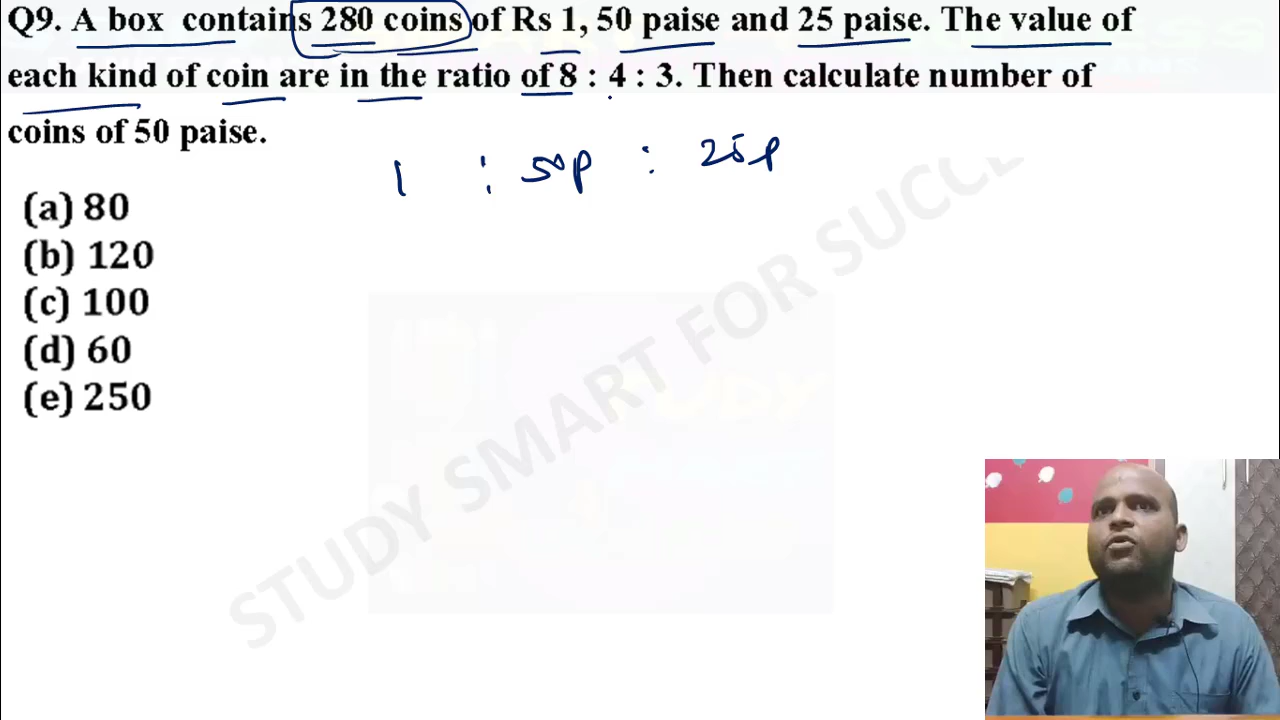 Q9. A box contains 280 coins of Rs 1, 50 paise and 25 paise. The value of
each kind of coin are in the ratio of 8 : 4 : 3. Then calculate number of
coins of 50 paise.
1 : 50p : 25p
(a) 80
(b) 120
(c) 100
(d) 60
(e) 250
STUDY SMART FOR SUCCE